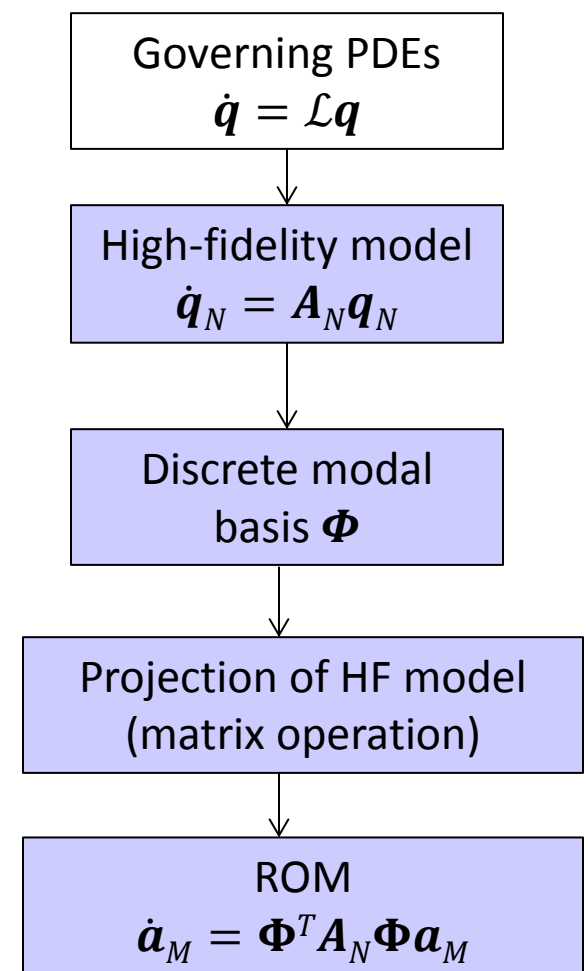 Governing PDEs
q̇ = ℒq
High-fidelity model
q̇_N = A_N q_N
Discrete modal
basis Φ
Projection of HF model
(matrix operation)
ROM
ȧ_M = Φ^T A_N Φ a_M